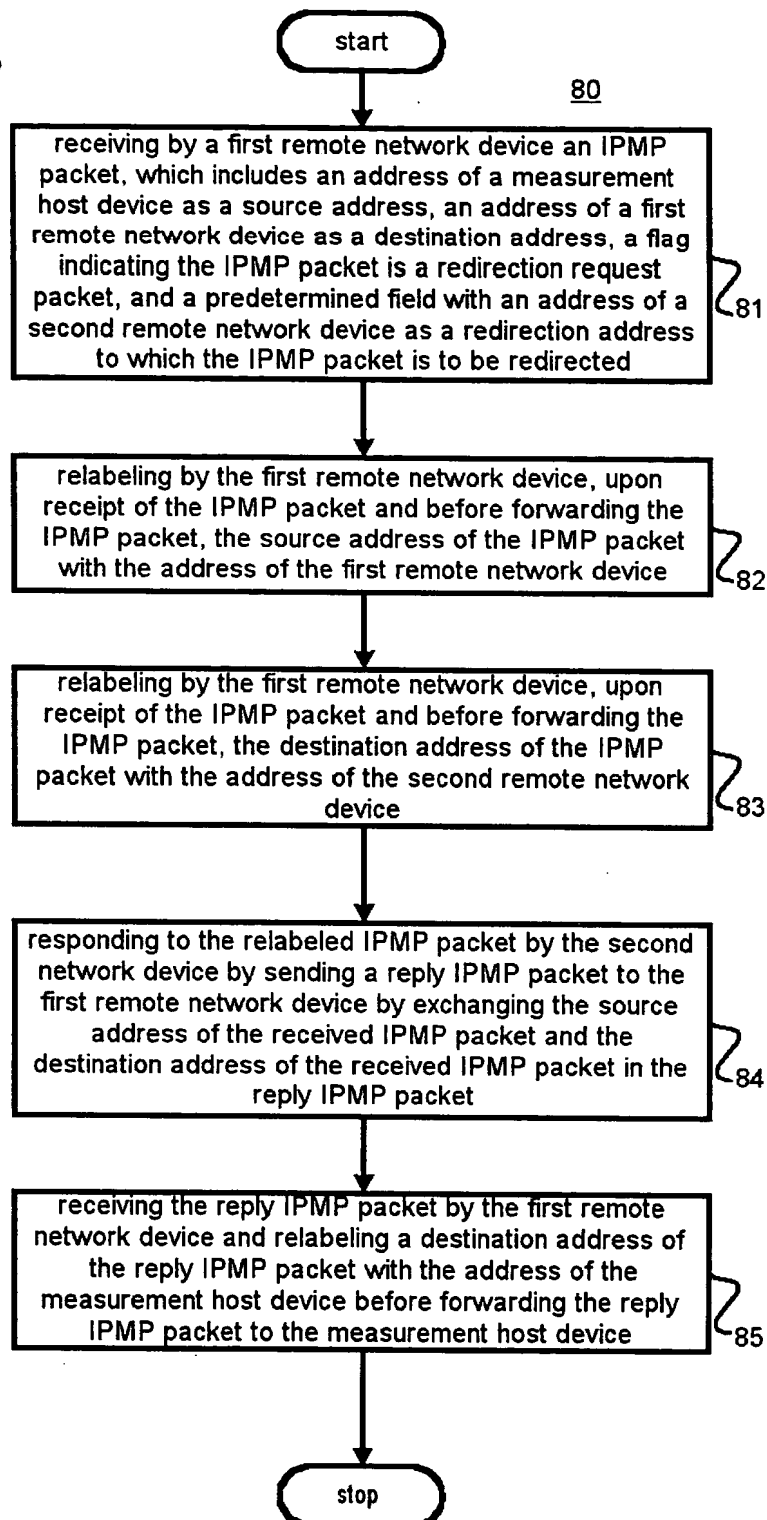 start
80
receiving by a first remote network device an IPMP
packet, which includes an address of a measurement
host device as a source address, an address of a first
remote network device as a destination address, a flag
indicating the IPMP packet is a redirection request
packet, and a predetermined field with an address of a
second remote network device as a redirection address
to which the IPMP packet is to be redirected
81
relabeling by the first remote network device, upon
receipt of the IPMP packet and before forwarding the
IPMP packet, the source address of the IPMP packet
with the address of the first remote network device
82
relabeling by the first remote network device, upon
receipt of the IPMP packet and before forwarding the
IPMP packet, the destination address of the IPMP
packet with the address of the second remote network
device
83
responding to the relabeled IPMP packet by the second
network device by sending a reply IPMP packet to the
first remote network device by exchanging the source
address of the received IPMP packet and the
destination address of the received IPMP packet in the
reply IPMP packet
84
receiving the reply IPMP packet by the first remote
network device and relabeling a destination address of
the reply IPMP packet with the address of the
measurement host device before forwarding the reply
IPMP packet to the measurement host device
85
stop